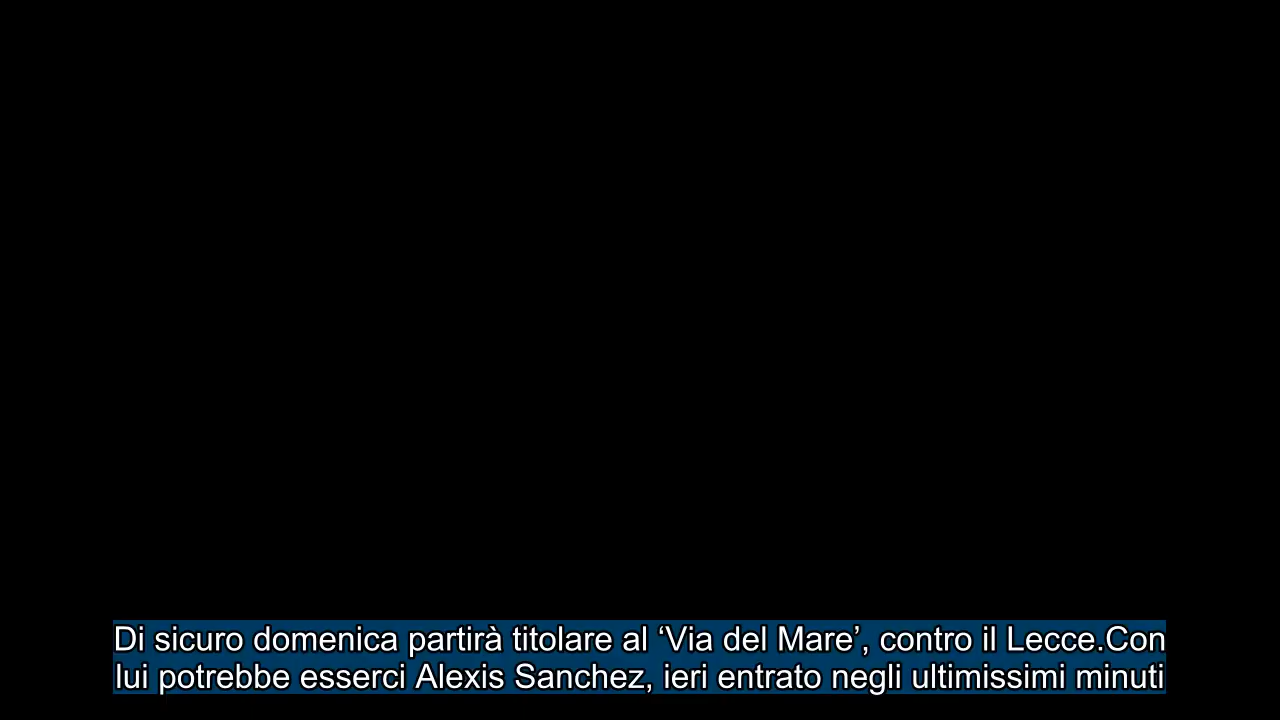 Di sicuro domenica partirà titolare al ‘Via del Mare’, contro il Lecce.Con
lui potrebbe esserci Alexis Sanchez, ieri entrato negli ultimissimi minuti